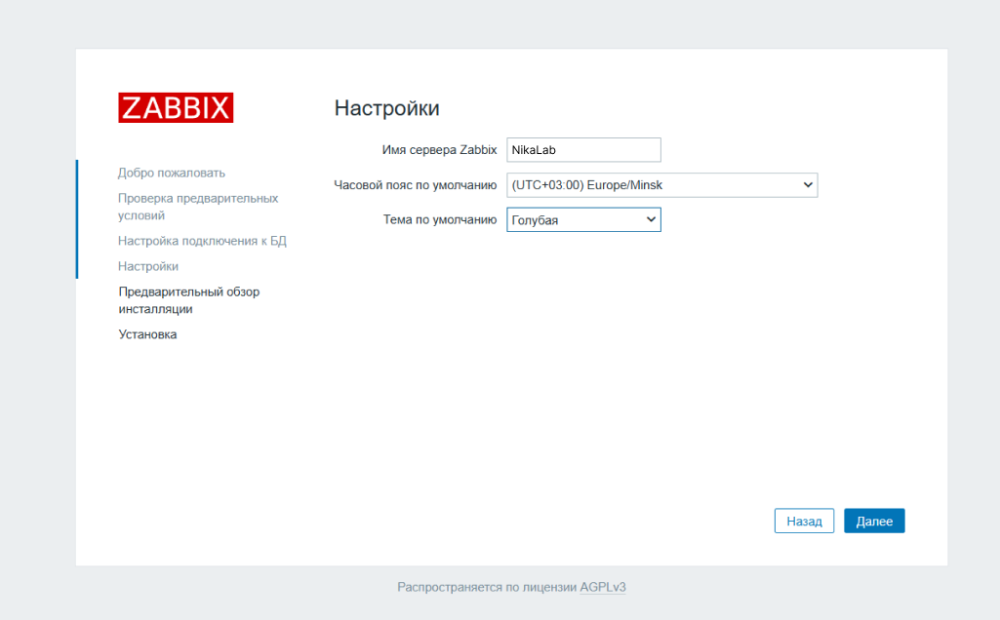 ZABBIX
Добро пожаловать
Проверка предварительных
условий
Настройка подключения к БД
Настройки
Предварительный обзор
инсталляции
Установка
Настройки
Имя сервера Zabbix NikaLab
Часовой пояс по умолчанию (UTC+03:00) Europe/Minsk
Тема по умолчанию Голубая
Назад Далее
Распространяется по лицензии AGPLv3